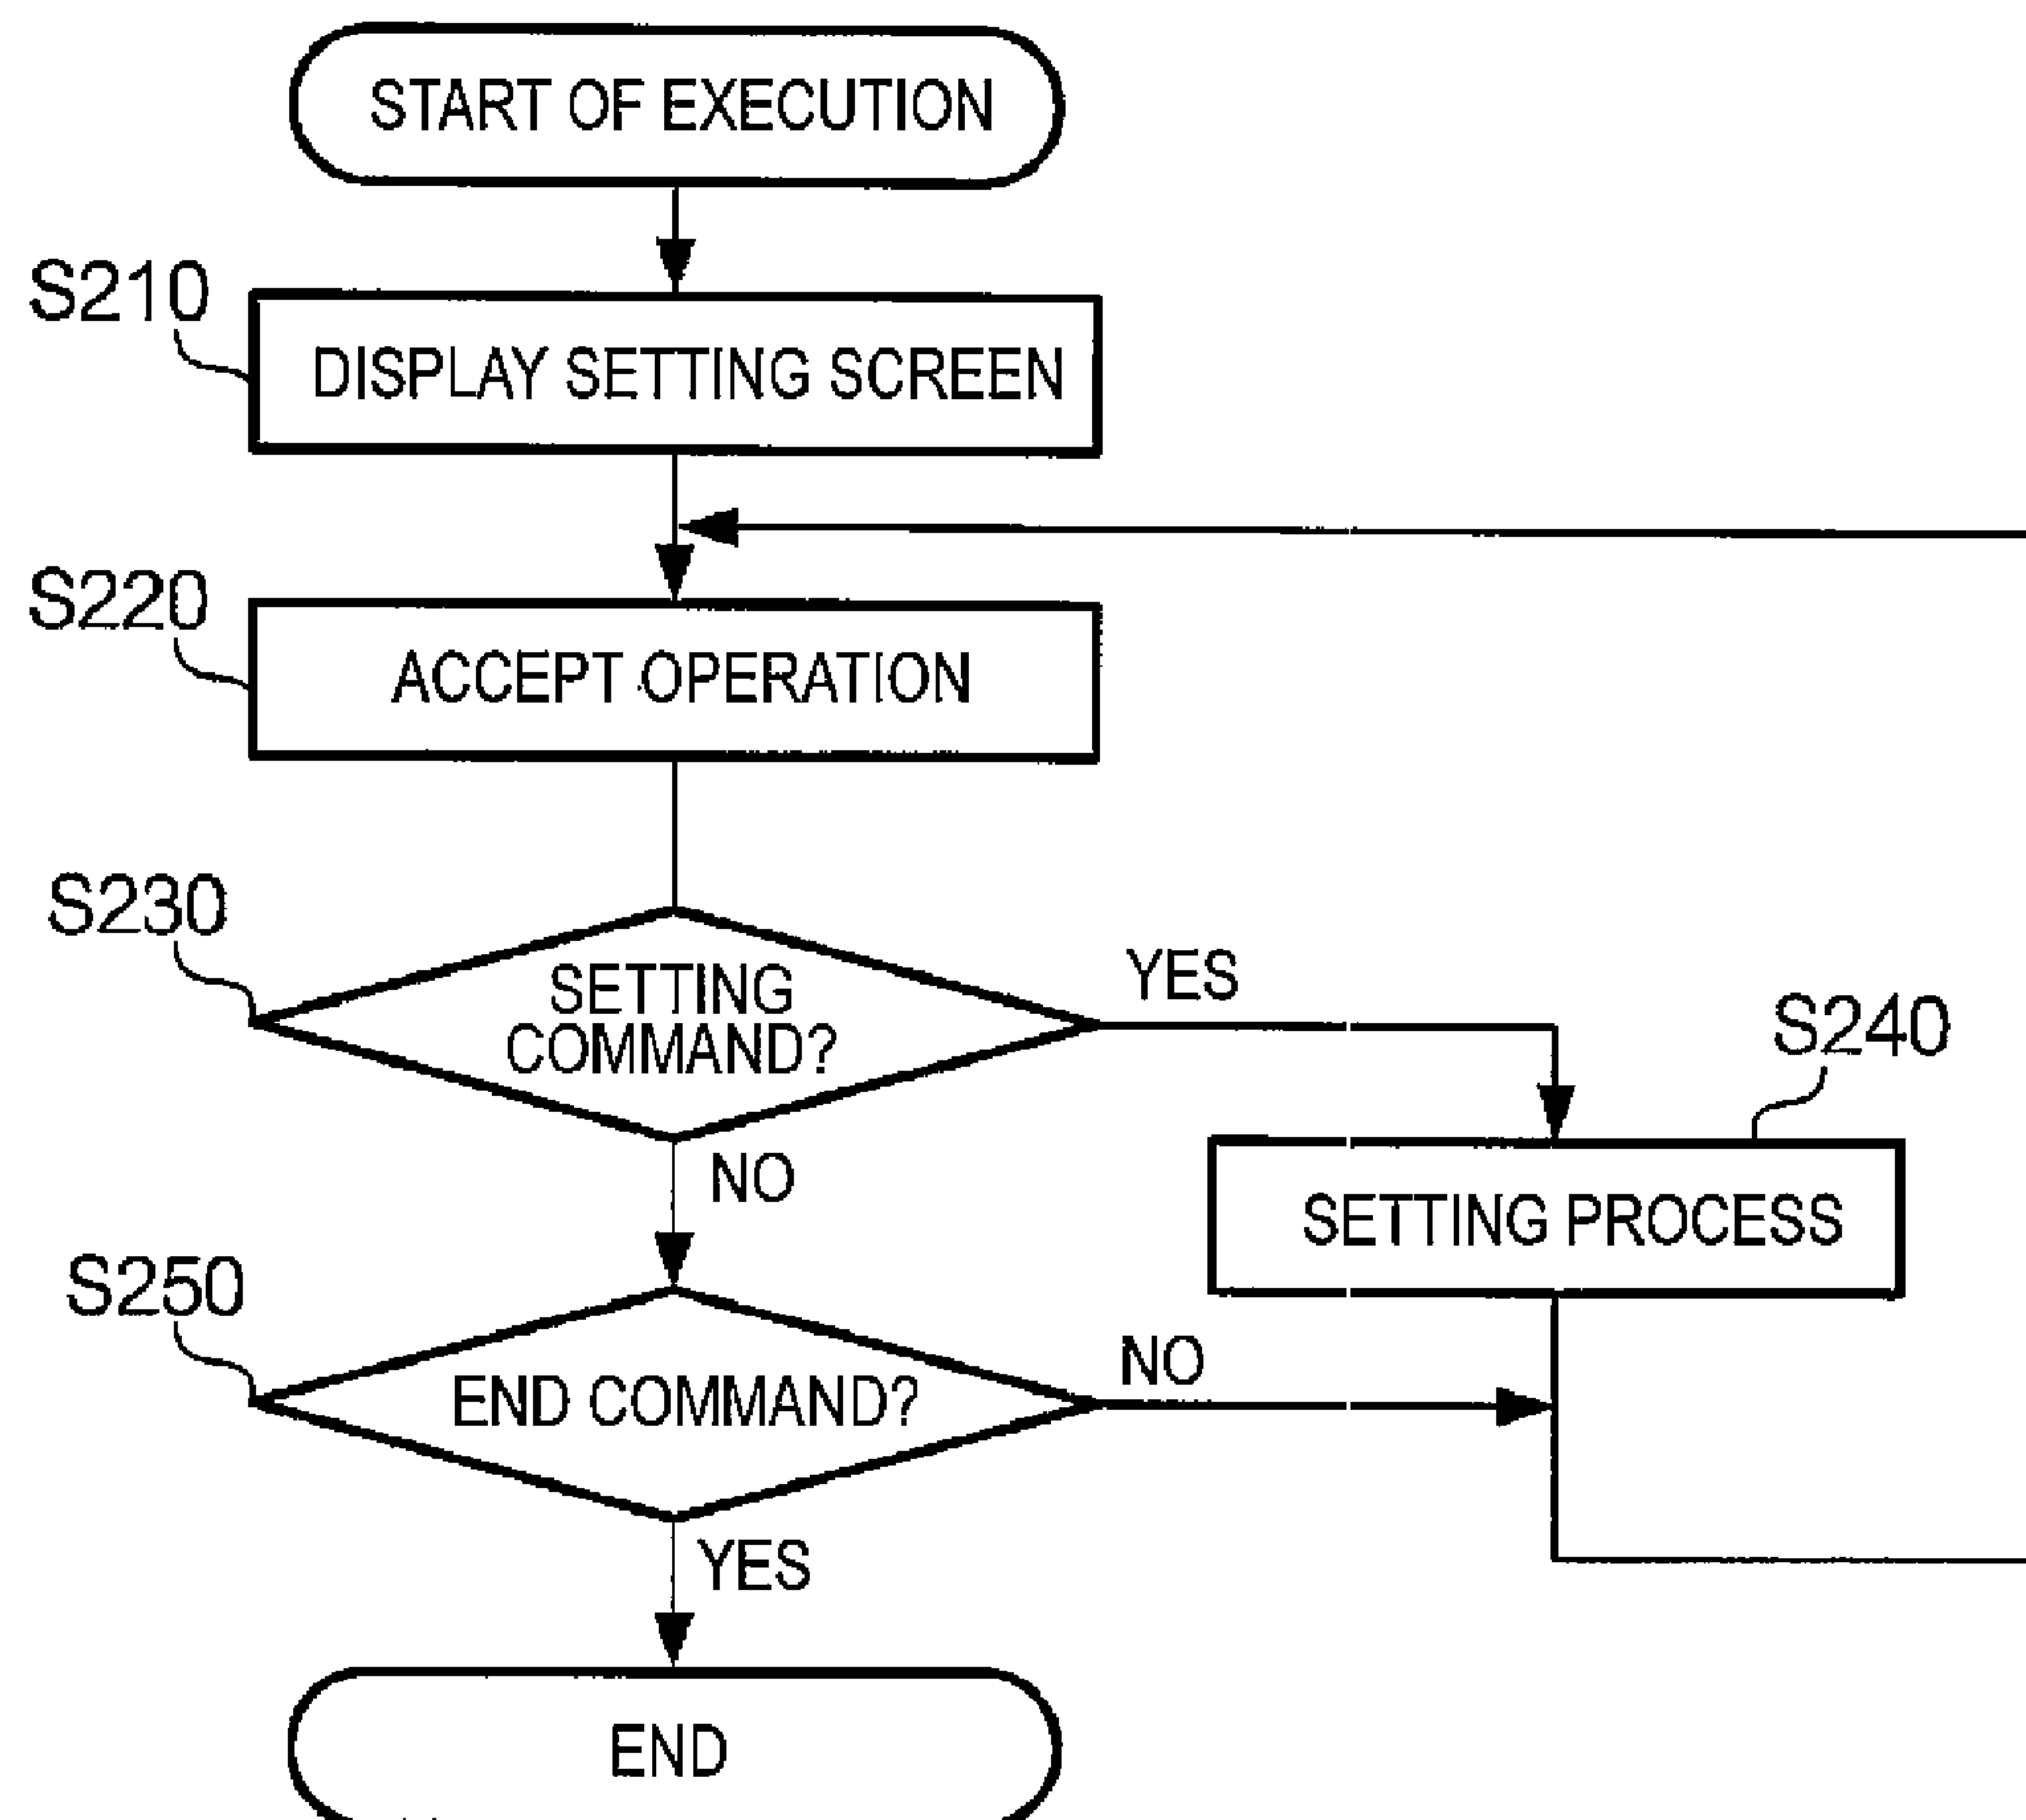 START OF EXECUTION
S210
DISPLAY SETTING SCREEN
S220
ACCEPT OPERATION
S230
SETTING
COMMAND?
YES
S240
NO
SETTING PROCESS
S250
END COMMAND?
NO
YES
END